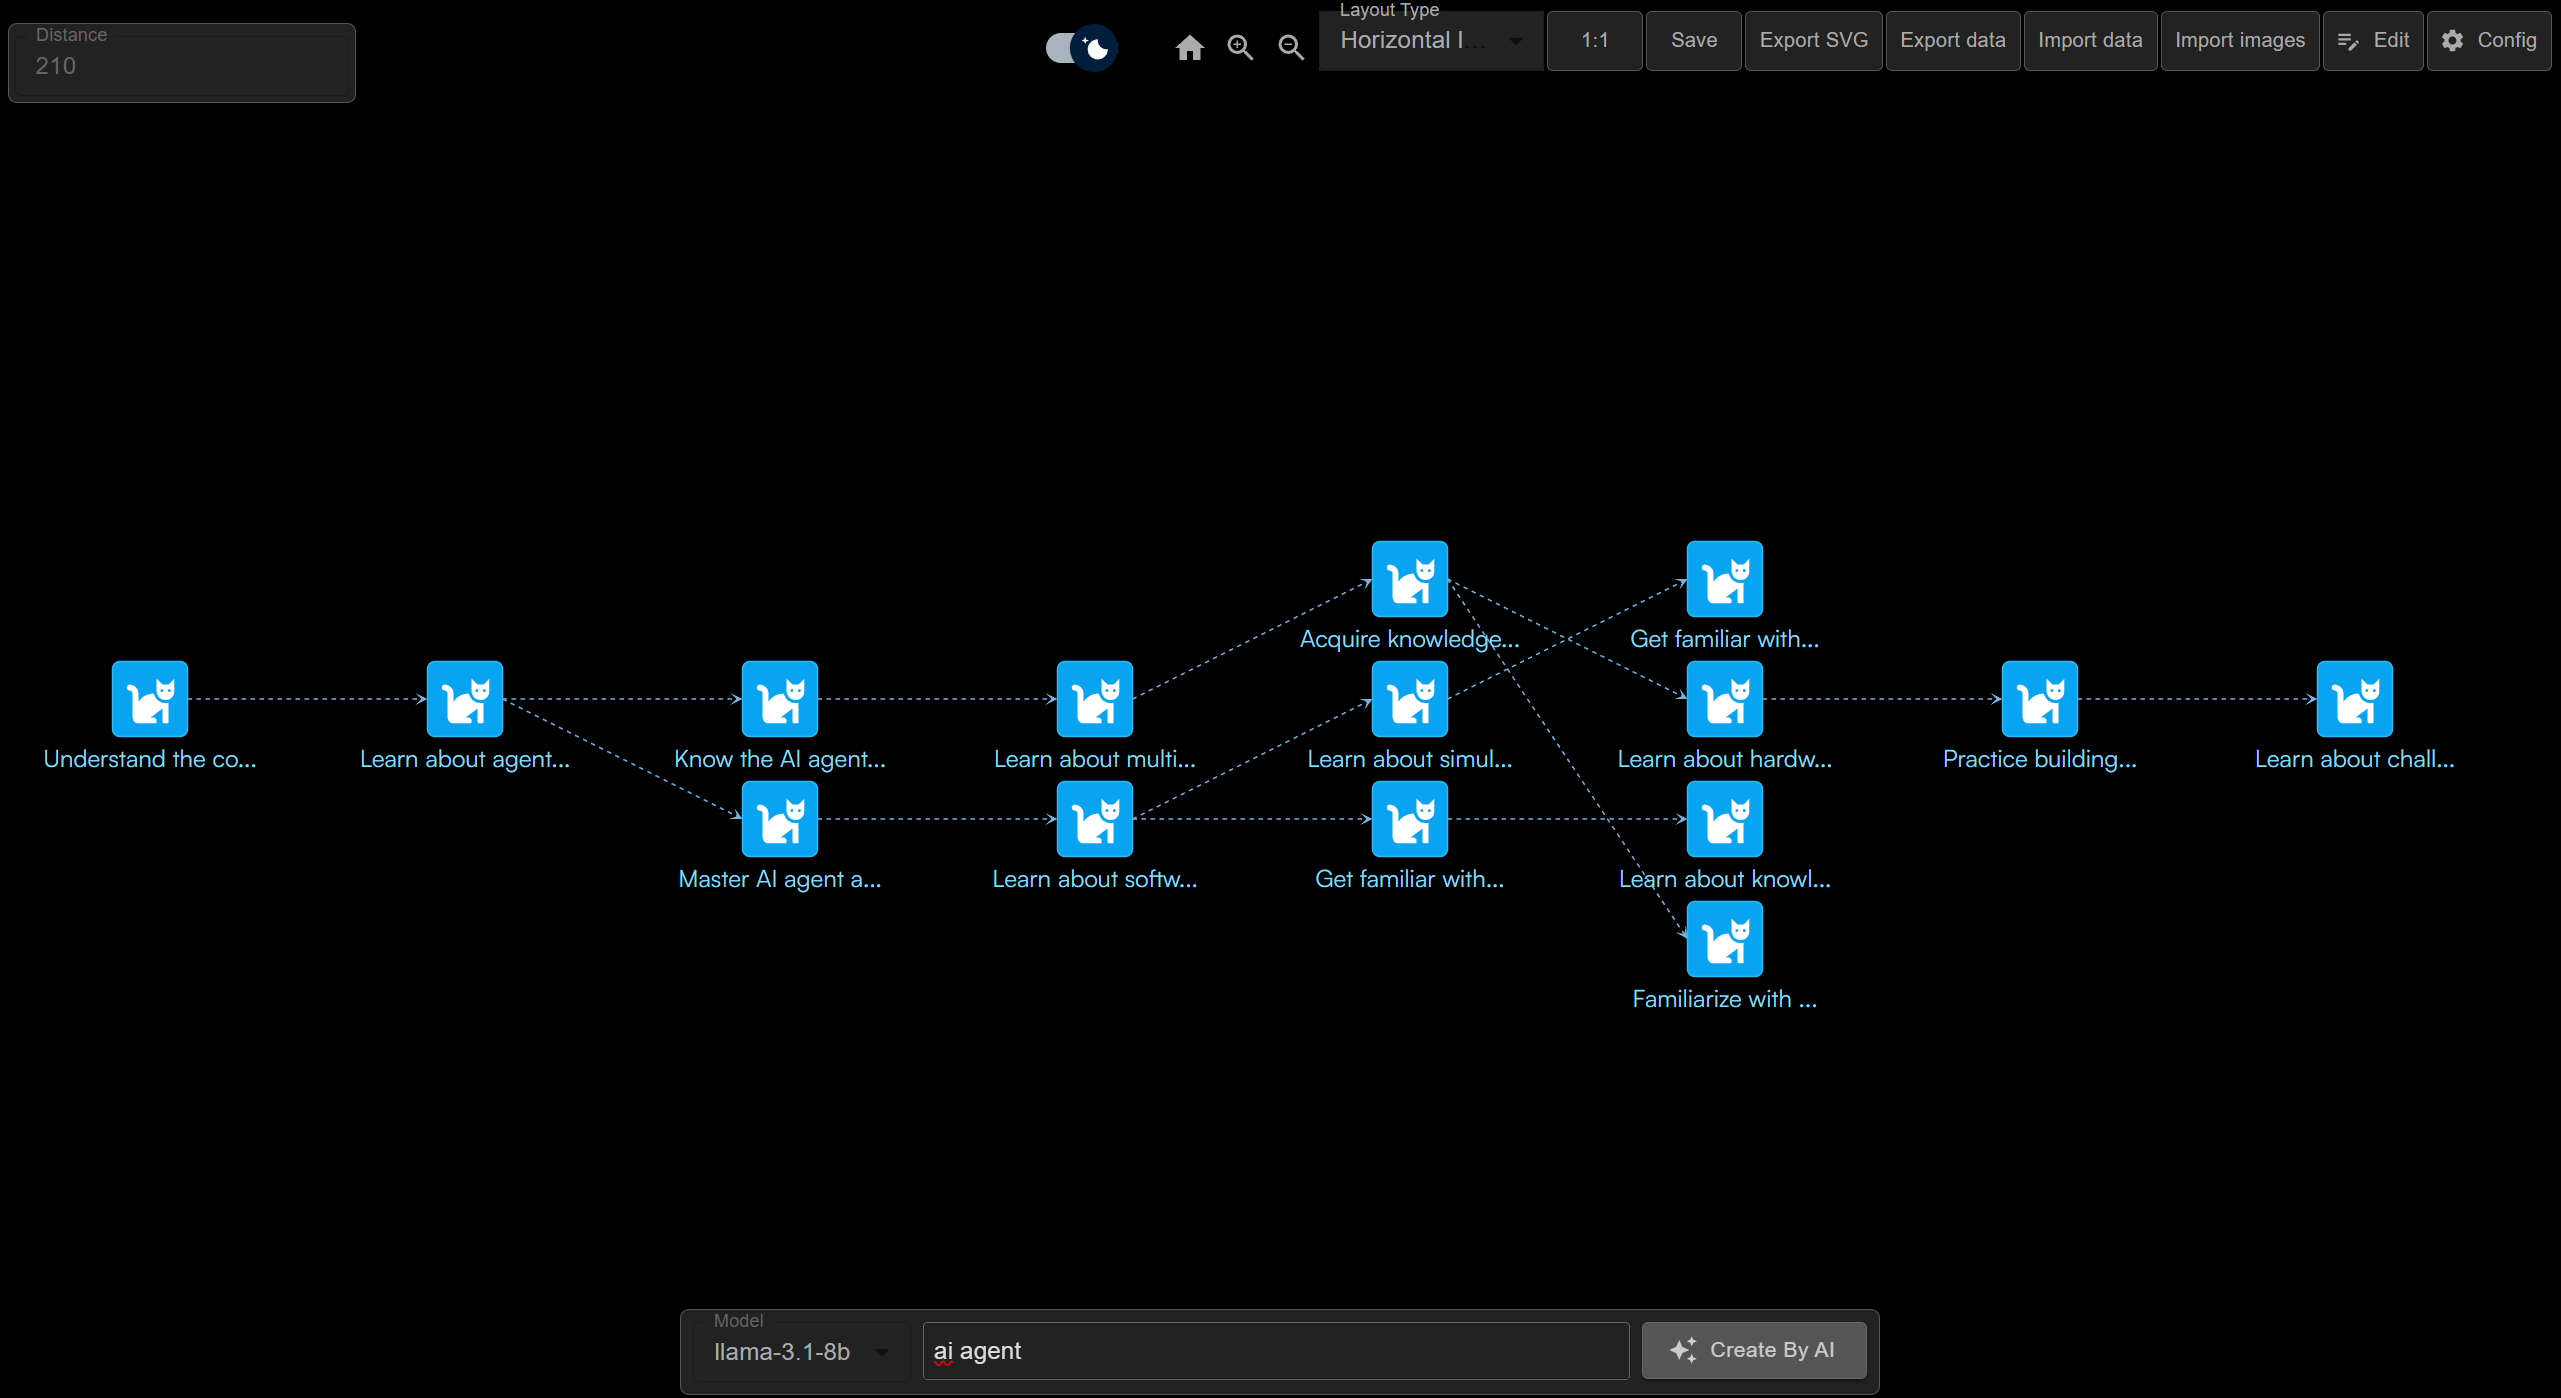 Distance
210
Layout Type
Horizontal l...
1:1
Save
Export SVG
Export data
Import data
Import images
Edit
Config
Acquire knowledge...
Get familiar with...
Understand the co...
Learn about agent...
Know the AI agent...
Learn about multi...
Learn about simul...
Learn about hardw...
Practice building...
Learn about chall...
Master AI agent a...
Learn about softw...
Get familiar with...
Learn about knowl...
Familiarize with ...
Model
llama-3.1-8b
ai agent
Create By AI